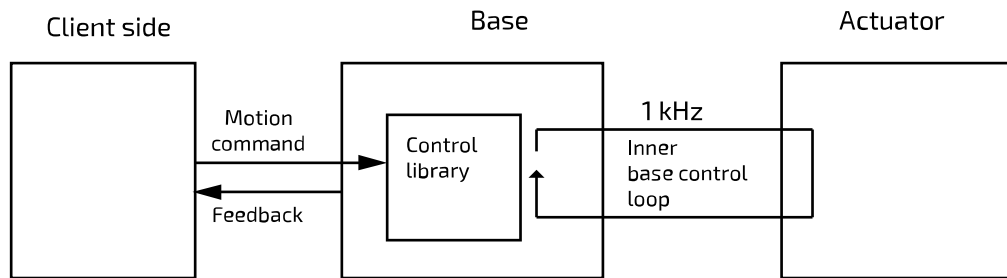 Client side
Base
Actuator
Motion
command
Feedback
Control
library
1 kHz
Inner
base control
loop